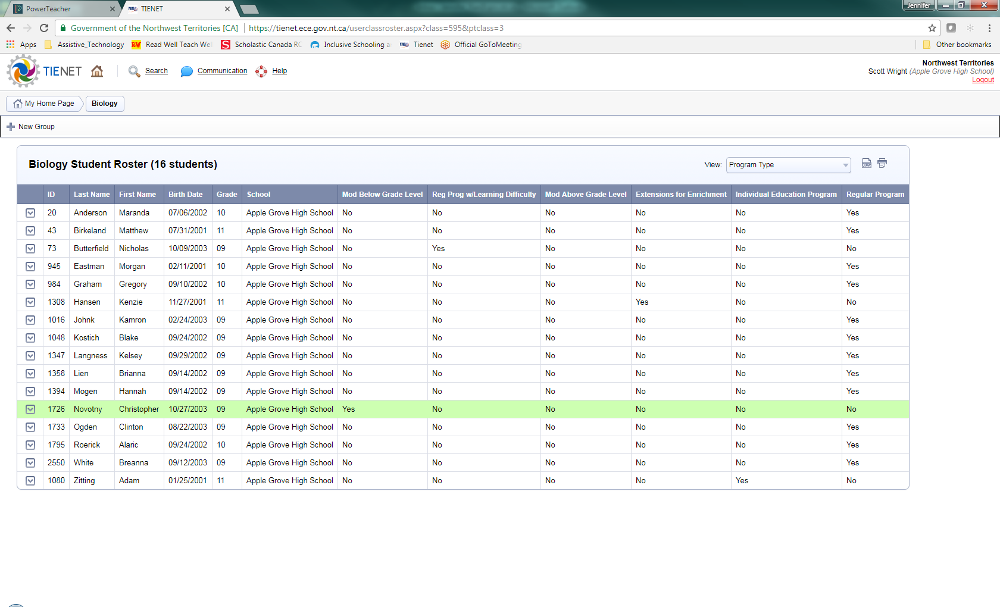 PowerTeacher TIENET Jennifer
Government of the Northwest Territories [CA] https://tienet.ece.gov.nt.ca/userclassroster.aspx?class=595&ptclass=3
Apps Assistive_Technology RW Read Well Teach Wel S Scholastic Canada RC Inclusive Schooling a Tienet Official GoToMeeting Other bookmarks
Northwest Territories
TIENET Search Communication Help Scott Wright (Apple Grove High School)
Logout
My Home Page Biology
New Group
Biology Student Roster (16 students) View: Program Type XLS
ID Last Name First Name Birth Date Grade School Mod Below Grade Level Reg Prog w/Learning Difficulty Mod Above Grade Level Extensions for Enrichment Individual Education Program Regular Program
20 Anderson Maranda 07/06/2002 10 Apple Grove High School No No No No No Yes
43 Birkeland Matthew 07/31/2001 11 Apple Grove High School No No No No No Yes
73 Butterfield Nicholas 10/09/2003 09 Apple Grove High School No Yes No No No No
945 Eastman Morgan 02/11/2001 10 Apple Grove High School No No No No No Yes
984 Graham Gregory 09/10/2002 10 Apple Grove High School No No No No No Yes
1308 Hansen Kenzie 11/27/2001 11 Apple Grove High School No No No Yes No No
1016 Johnk Kamron 02/24/2003 09 Apple Grove High School No No No No No Yes
1048 Kostich Blake 09/24/2002 09 Apple Grove High School No No No No No Yes
1347 Langness Kelsey 09/29/2002 09 Apple Grove High School No No No No No Yes
1358 Lien Brianna 09/14/2002 09 Apple Grove High School No No No No No Yes
1394 Mogen Hannah 09/14/2002 09 Apple Grove High School No No No No No Yes
1726 Novotny Christopher 10/27/2003 09 Apple Grove High School Yes No No No No No
1733 Ogden Clinton 08/22/2003 09 Apple Grove High School No No No No No Yes
1795 Roerick Alaric 09/24/2002 10 Apple Grove High School No No No No No Yes
2550 White Breanna 09/12/2003 09 Apple Grove High School No No No No No Yes
1080 Zitting Adam 01/25/2001 11 Apple Grove High School No No No No Yes No